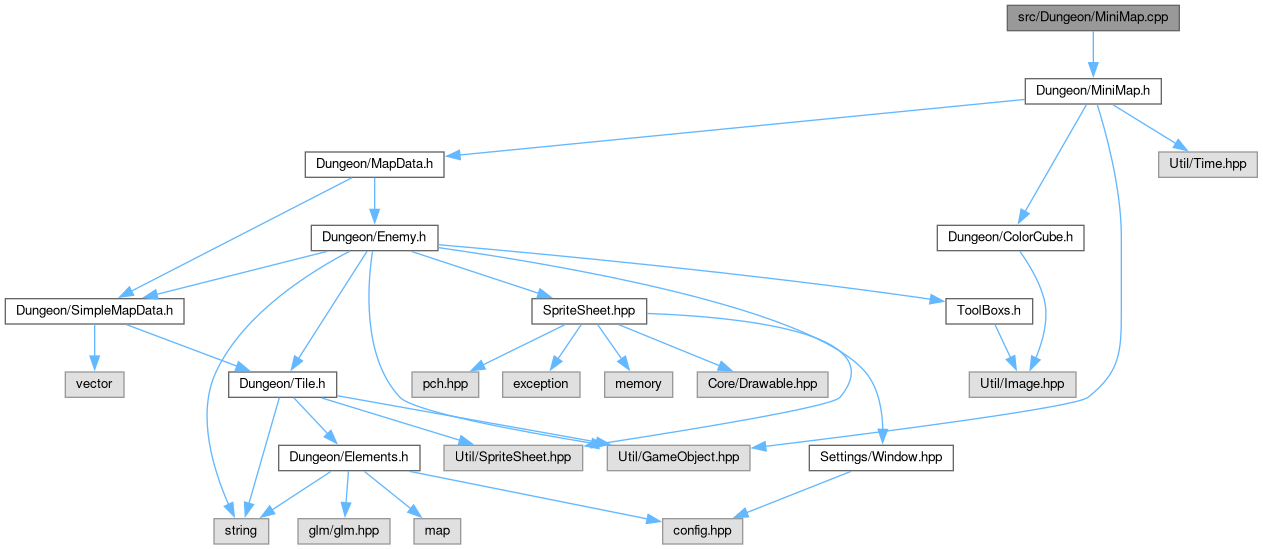 src/Dungeon/MiniMap.cpp
Dungeon/MiniMap.h
Dungeon/MapData.h
Util/Time.hpp
Dungeon/Enemy.h
Dungeon/ColorCube.h
Dungeon/SimpleMapData.h
SpriteSheet.hpp
ToolBoxs.h
vector
Dungeon/Tile.h
pch.hpp
exception
memory
Core/Drawable.hpp
Util/Image.hpp
Dungeon/Elements.h
Util/SpriteSheet.hpp
Util/GameObject.hpp
Settings/Window.hpp
string
glm/glm.hpp
map
config.hpp